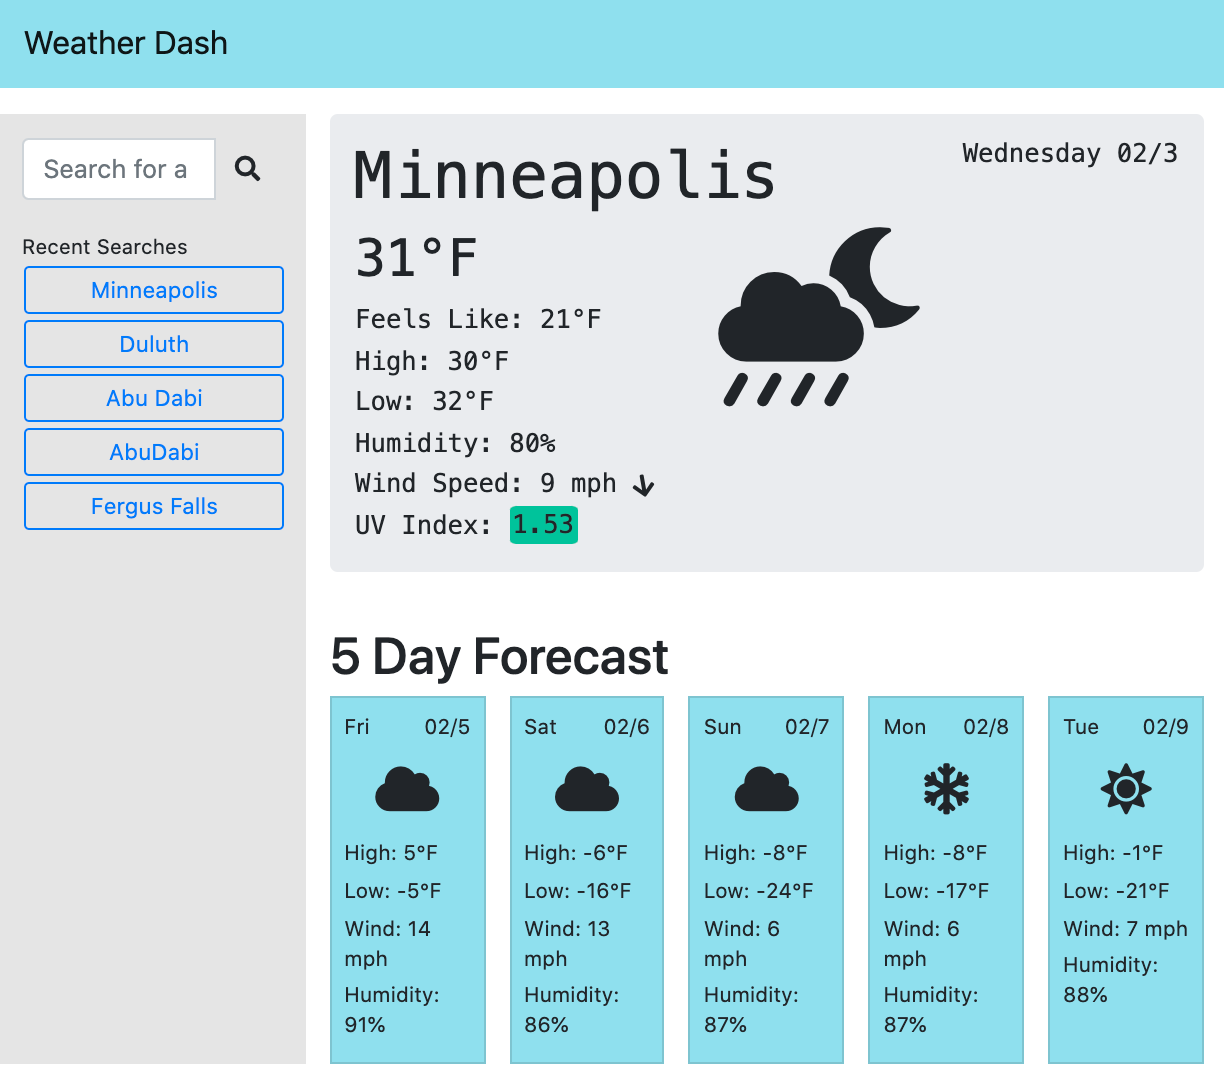 Weather Dash
Search for a
Recent Searches
Minneapolis
Duluth
Abu Dabi
AbuDabi
Fergus Falls
Minneapolis
Wednesday 02/3
31°F
Feels Like: 21°F
High: 30°F
Low: 32°F
Humidity: 80%
Wind Speed: 9 mph
UV Index: 1.53
5 Day Forecast
Fri 02/5
High: 5°F
Low: -5°F
Wind: 14
mph
Humidity:
91%
Sat 02/6
High: -6°F
Low: -16°F
Wind: 13
mph
Humidity:
86%
Sun 02/7
High: -8°F
Low: -24°F
Wind: 6
mph
Humidity:
87%
Mon 02/8
High: -8°F
Low: -17°F
Wind: 6
mph
Humidity:
87%
Tue 02/9
High: -1°F
Low: -21°F
Wind: 7 mph
Humidity:
88%